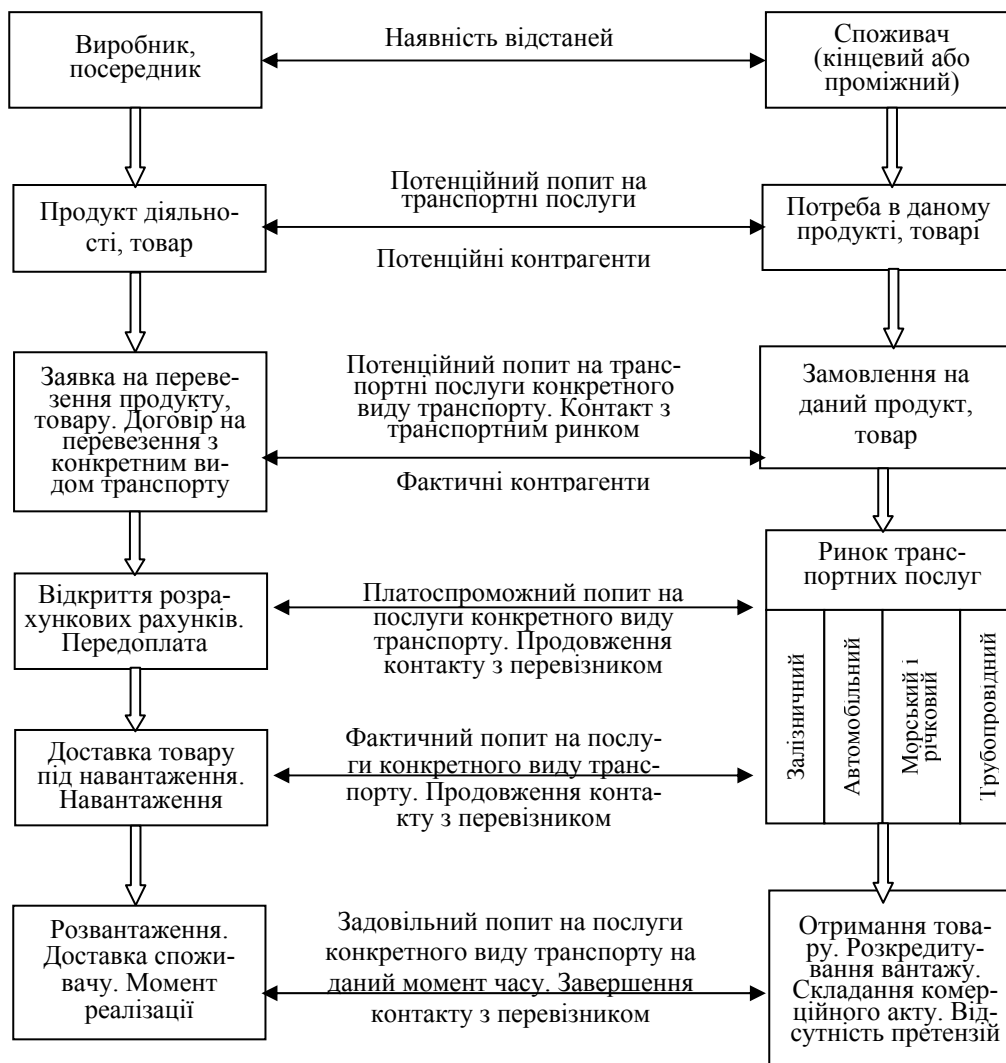 Виробник,
посередник
Наявність відстаней
Споживач
(кінцевий або
проміжний)
Продукт діяльно-
сті, товар
Потенційний попит на
транспортні послуги
Потенційні контрагенти
Потреба в даному
продукті, товарі
Заявка на переве-
зення продукту,
товару. Договір на
перевезення з
конкретним ви-
дом транспорту
Потенційний попит на тран-
спортні послуги конкретного
виду транспорту. Контакт з
транспортним ринком
Фактичні контрагенти
Замовлення на
даний продукт,
товар
Відкриття розра-
хункових рахунків.
Передоплата
Платоспроможний попит на
послуги конкретного виду
транспорту. Продовження
контакту з перевізником
Ринок транс-
портних послуг
Залізничний
Автомобільний
Морський і
річковий
Трубопровідний
Доставка товару
під навантаження.
Навантаження
Фактичний попит на послу-
ги конкретного виду транс-
порту. Продовження конта-
кту з перевізником
Розвантаження.
Доставка спожи-
вачу. Момент
реалізації
Задовільний попит на послуги
конкретного виду транспорту на
даний момент часу. Завершення
контакту з перевізником
Отримання това-
ру. Розкредиту-
вання вантажу.
Складання комер-
ційного акту. Від-
сутність претензій